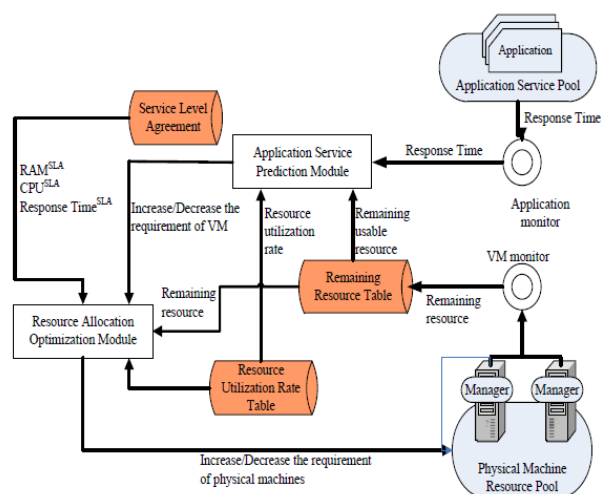 Application
Application Service Pool
Response Time
Service Level
Agreement
Application Service
Prediction Module
Response Time
Application
monitor
RAM^SLA
CPU^SLA
Response Time^SLA
Increase/Decrease the
requirement of VM
Resource
utilization
rate
Remaining
usable
resource
VM monitor
Remaining
Resource Table
Remaining
resource
Remaining
resource
Resource Allocation
Optimization Module
Resource
Utilization Rate
Table
Manager
Manager
Physical Machine
Resource Pool
Increase/Decrease the requirement
of physical machines